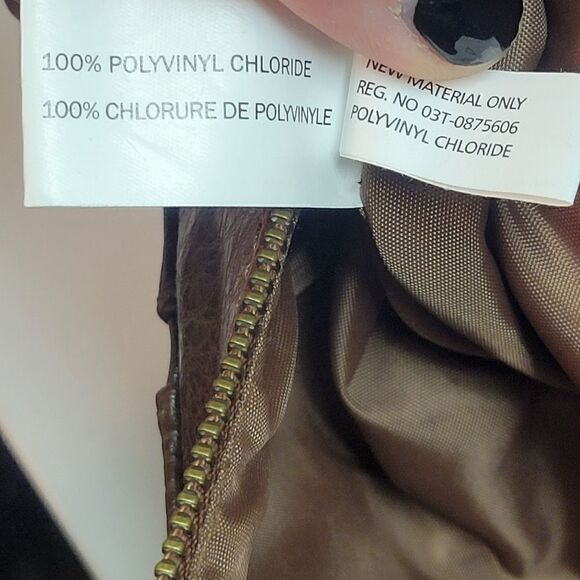 100% POLYVINYL CHLORIDE
100% CHLORURE DE POLYVINYLE
NEW MATERIAL ONLY
REG. NO 03T-0875606
POLYVINYL CHLORIDE